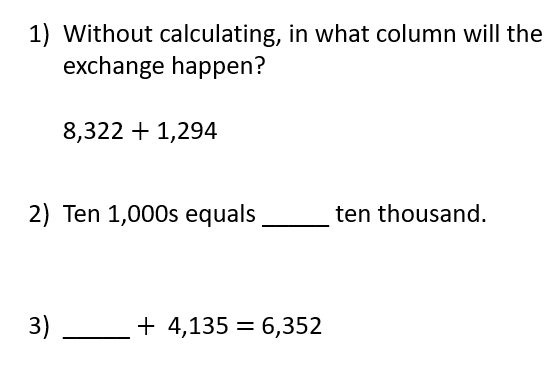 1) Without calculating, in what column will the
exchange happen?
8,322 + 1,294
2) Ten 1,000s equals _____ ten thousand.
3) _____ + 4,135 = 6,352